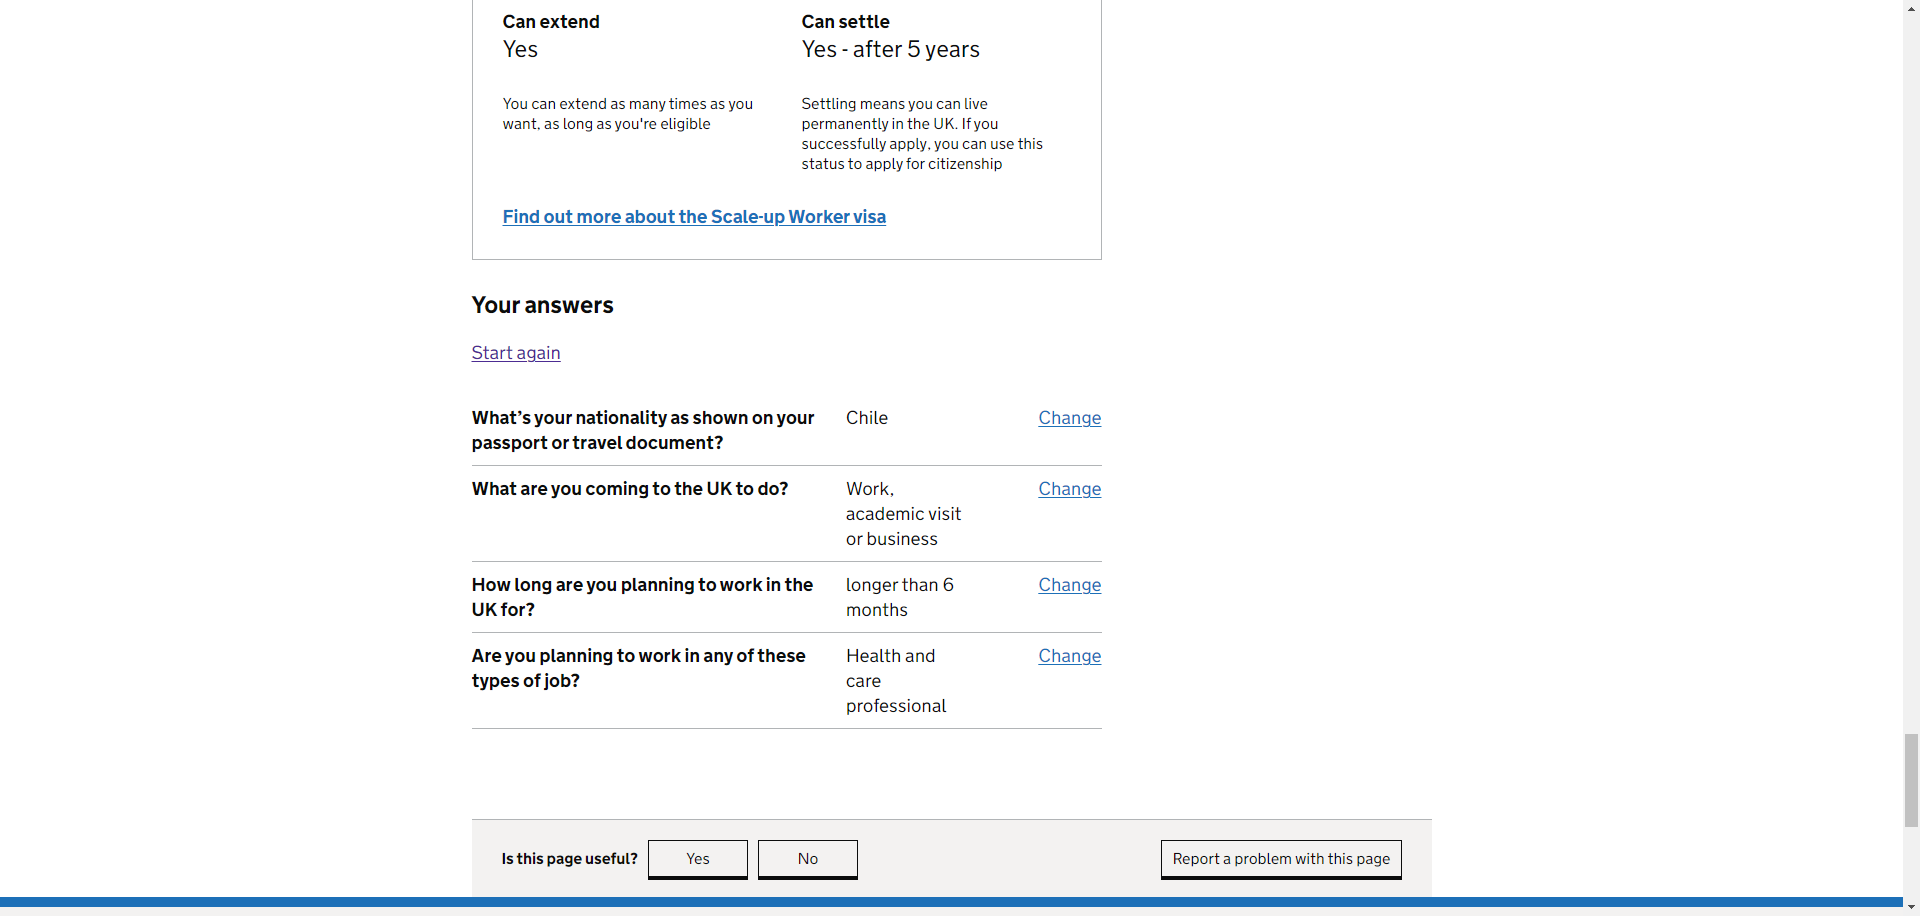 Can extend
Yes
You can extend as many times as you
want, as long as you're eligible
Can settle
Yes - after 5 years
Settling means you can live
permanently in the UK. If you
successfully apply, you can use this
status to apply for citizenship
Find out more about the Scale-up Worker visa
Your answers
Start again
What’s your nationality as shown on your
passport or travel document?
Chile
Change
What are you coming to the UK to do?
Work,
academic visit
or business
Change
How long are you planning to work in the
UK for?
longer than 6
months
Change
Are you planning to work in any of these
types of job?
Health and
care
professional
Change
Is this page useful?
Yes
No
Report a problem with this page